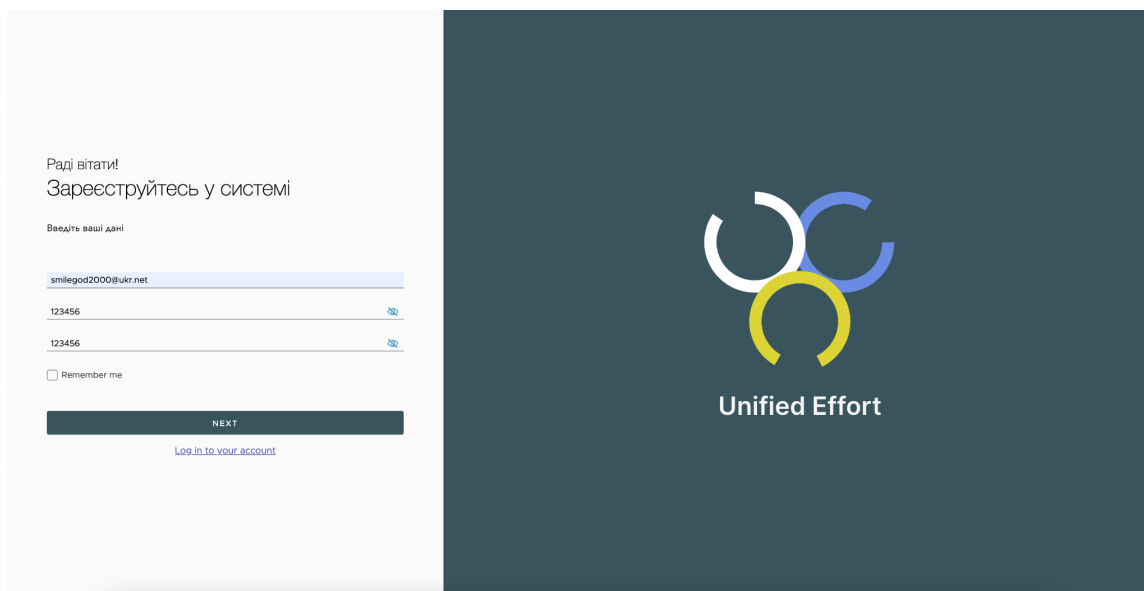 Раді вітати!
Зареєструйтесь у системі
Введіть ваші дані
smilegod2000@ukr.net
123456
123456
Remember me
NEXT
Log in to your account
Unified Effort